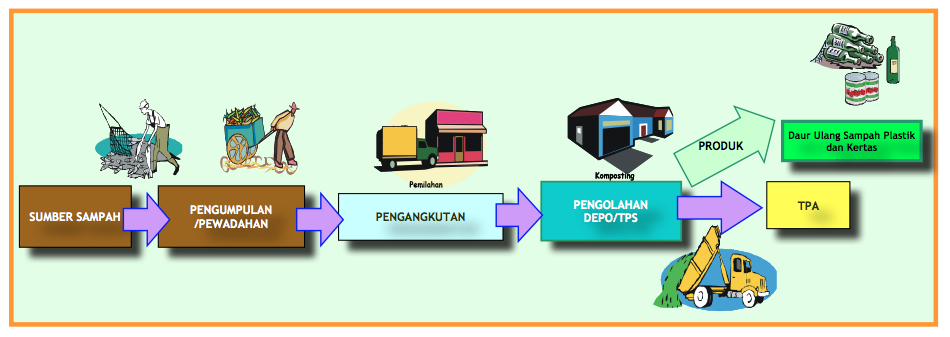 Daur Ulang Sampah Plastik
dan Kertas
PRODUK
Pemilahan
Komposting
SUMBER SAMPAH
PENGUMPULAN
/PEWADAHAN
PENGANGKUTAN
PENGOLAHAN
DEPO/TPS
TPA